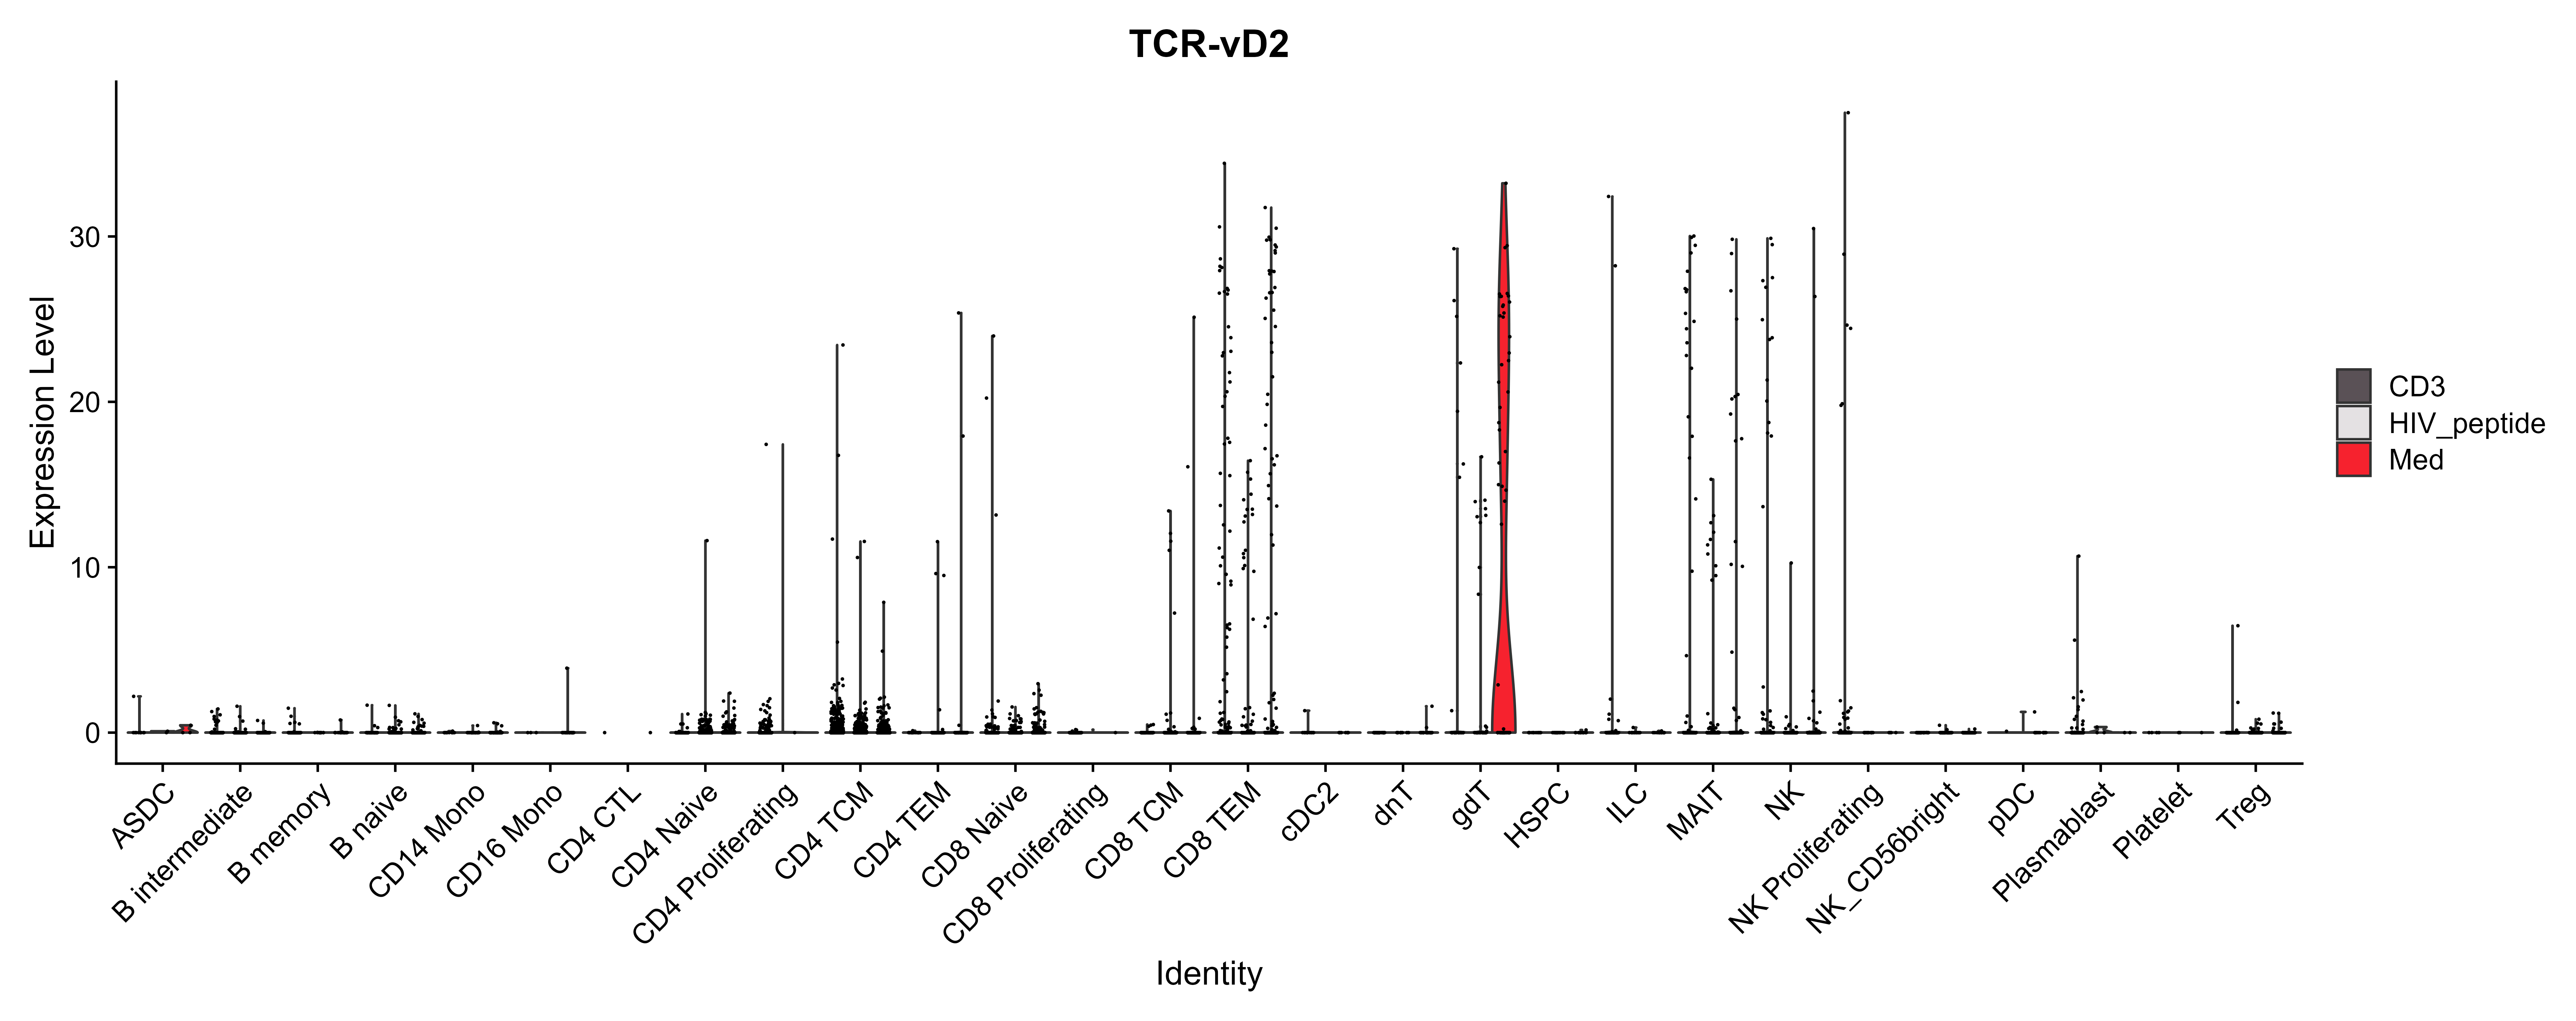 TCR-vD2
Expression Level
30
20
10
0
CD3
HIV_peptide
Med
ASDC
B intermediate
B memory
B naive
CD14 Mono
CD16 Mono
CD4 CTL
CD4 Naive
CD4 Proliferating
CD4 TCM
CD4 TEM
CD8 Naive
CD8 Proliferating
CD8 TCM
CD8 TEM
cDC2
dnT
gdT
HSPC
ILC
MAIT
NK
NK Proliferating
NK_CD56bright
pDC
Plasmablast
Platelet
Treg
Identity